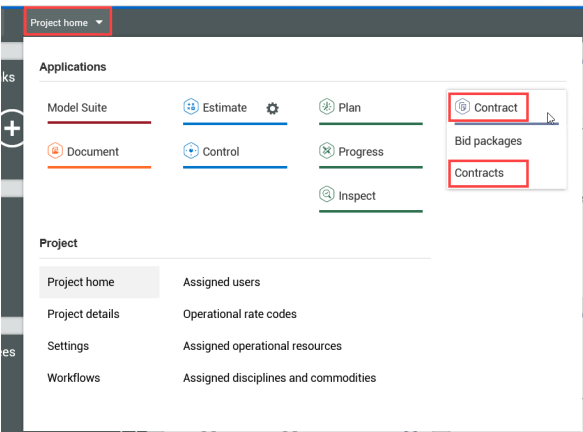 Project home
Applications
ks
Model Suite
Estimate
Plan
Contract
Bid packages
Document
Control
Progress
Contracts
Inspect
Project
Project home
Assigned users
Project details
Operational rate codes
ees
Settings
Assigned operational resources
Workflows
Assigned disciplines and commodities